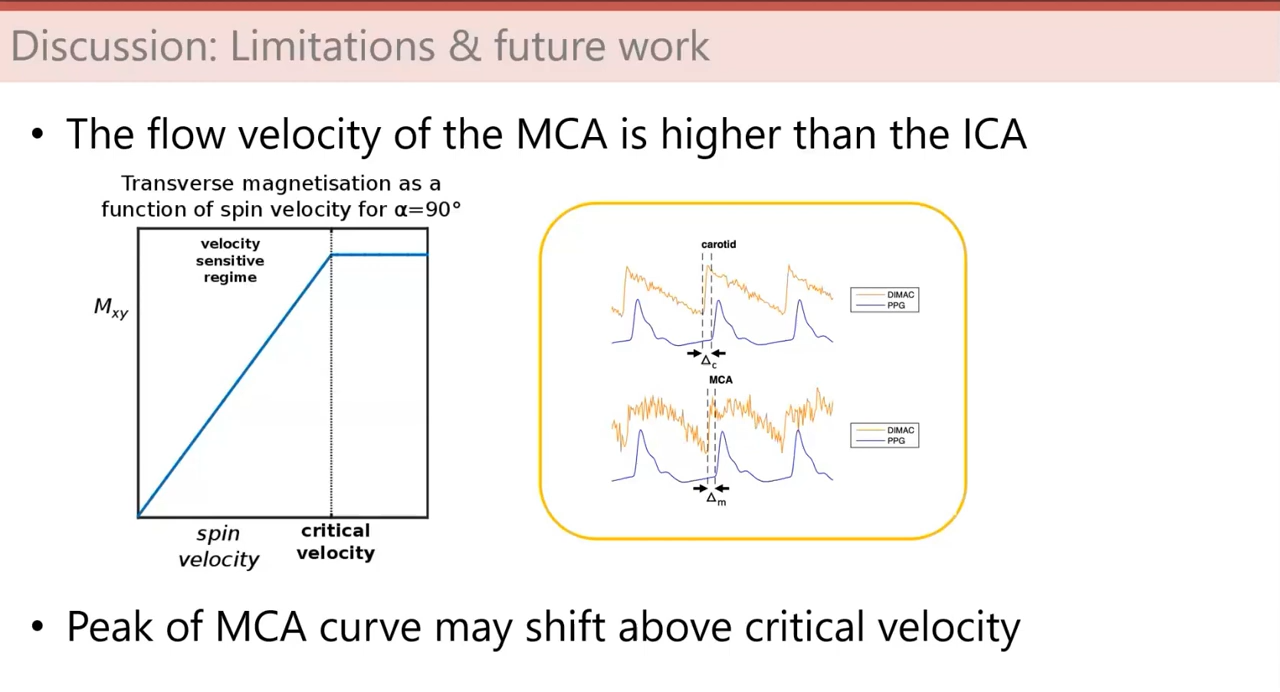 Discussion: Limitations & future work
• The flow velocity of the MCA is higher than the ICA
Transverse magnetisation as a
function of spin velocity for α=90°
velocity
sensitive
regime
Mxy
spin
velocity
critical
velocity
carotid
DIMAC
PPG
Δc
MCA
DIMAC
PPG
Δm
• Peak of MCA curve may shift above critical velocity